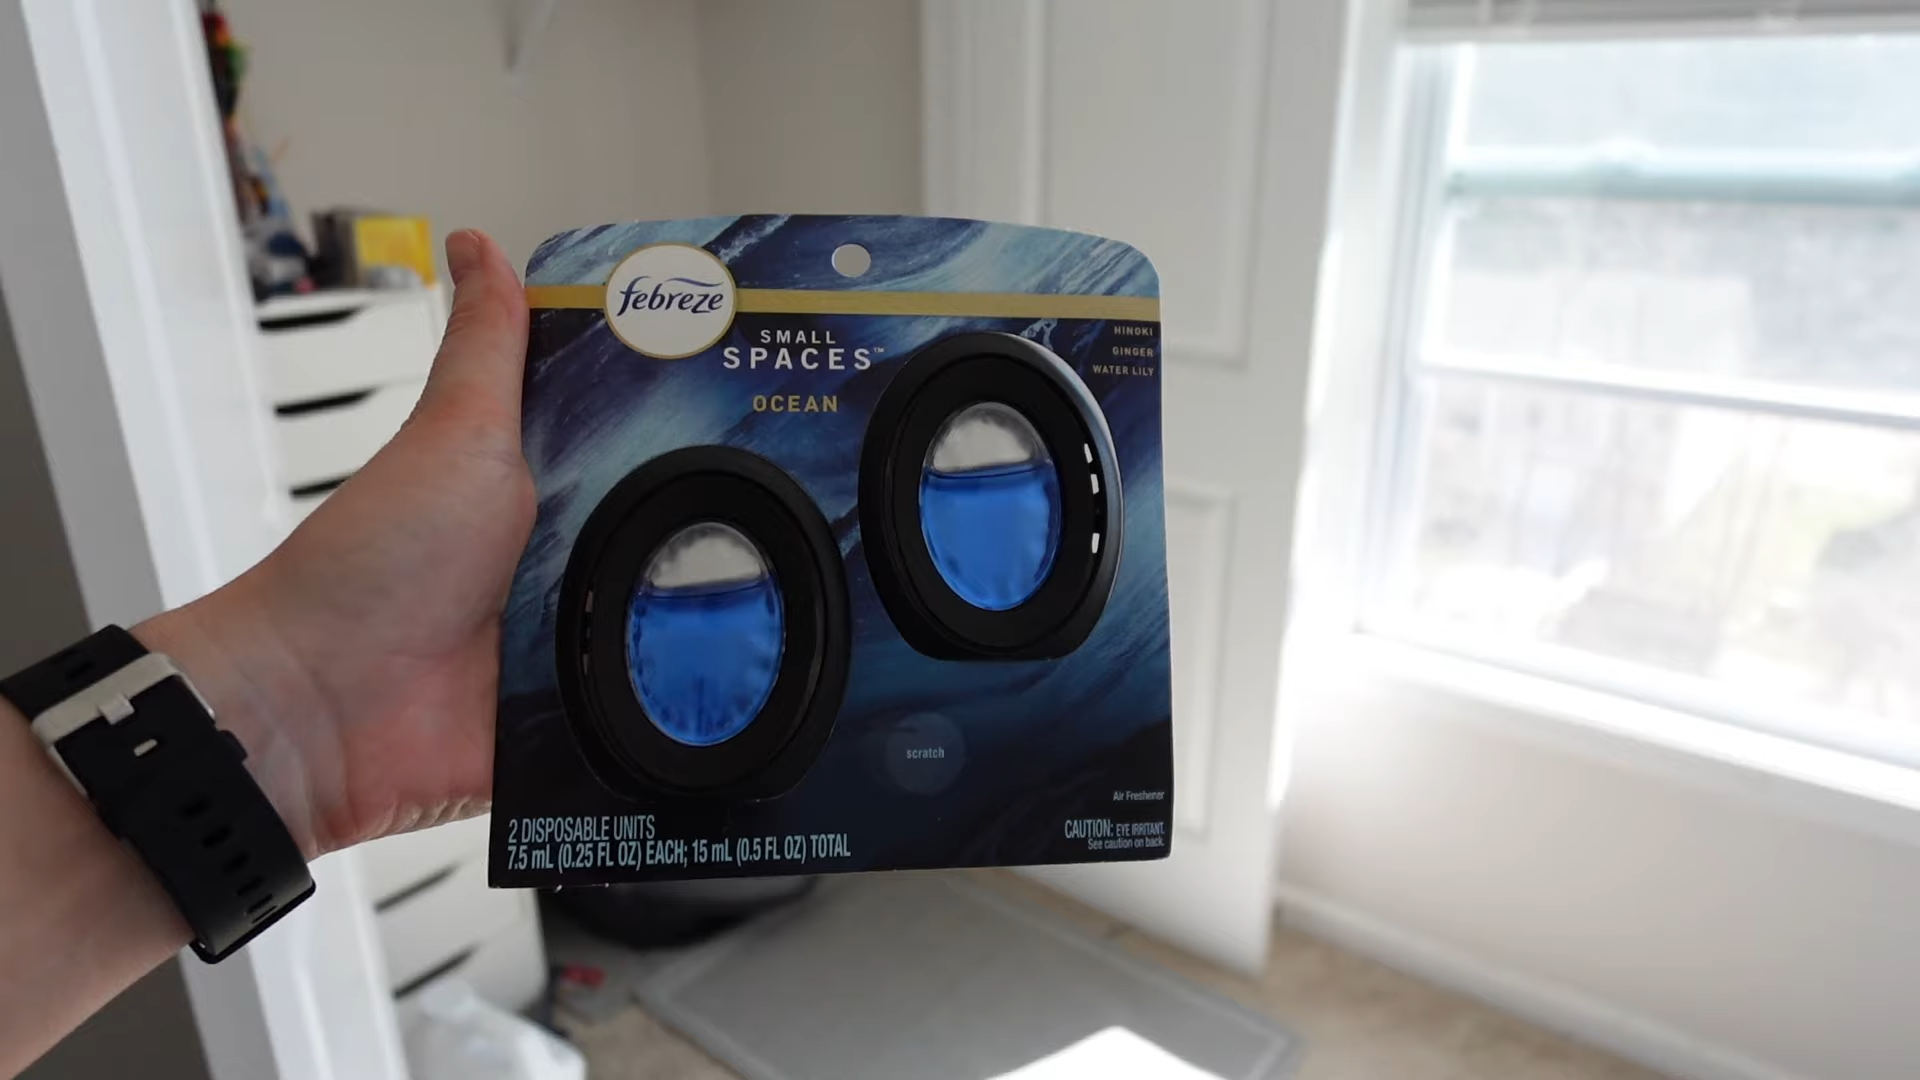 febreze
SMALL
SPACES™
OCEAN
HINOKI
GINGER
WATER LILY
scratch
Air Freshener
2 DISPOSABLE UNITS
7.5 mL (0.25 FL OZ) EACH; 15 mL (0.5 FL OZ) TOTAL
CAUTION: EYE IRRITANT.
See caution on back.